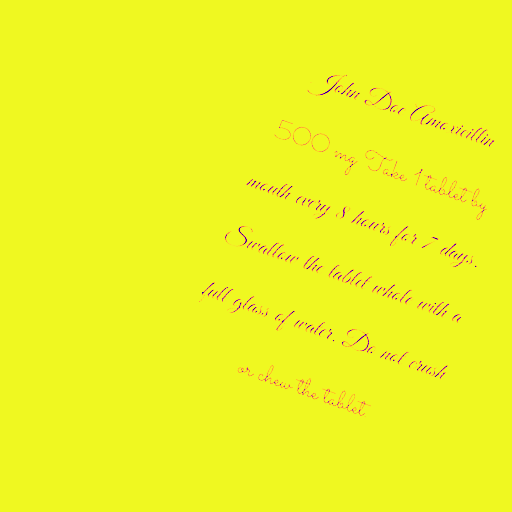 John Doe Amoxicillin
500 mg Take 1 tablet by
mouth every 8 hours for 7 days.
Swallow the tablet whole with a
full glass of water. Do not crush
or chew the tablet